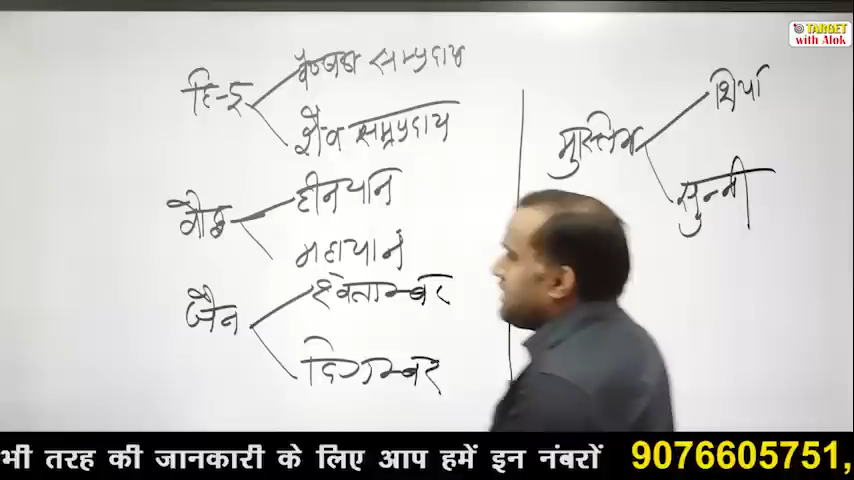 TARGET
with Alok
हिन्दू
वैष्णव सम्प्रदाय
शैव सम्प्रदाय
बौद्ध
हीनयान
महायान
जैन
श्वेताम्बर
दिगम्बर
मुस्लिम
शिया
सुन्नी
भी तरह की जानकारी के लिए आप हमें इन नंबरों 9076605751,